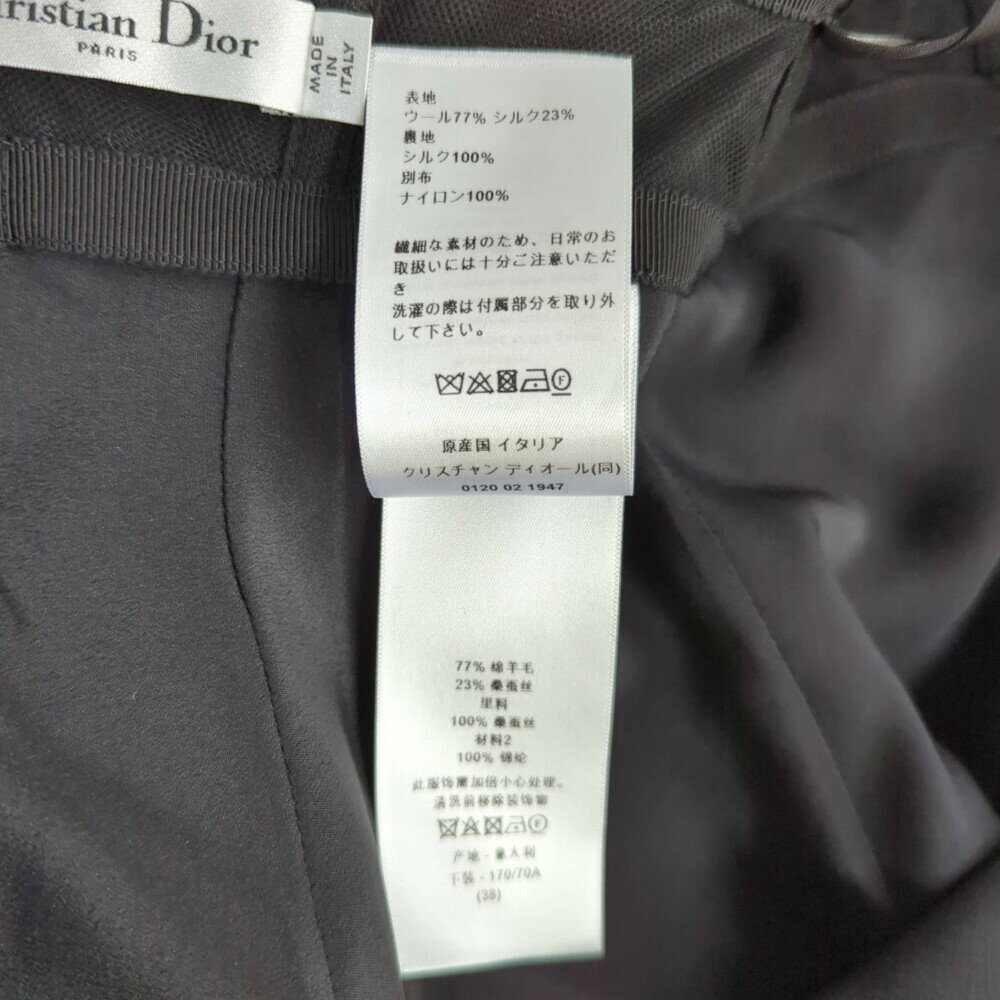 ristian Dior
PARIS
MADE
IN
ITALY
表地
ウール77% シルク23%
裏地
シルク100%
別布
ナイロン100%
繊細な素材のため、日常のお
取扱いには十分ご注意いただ
き
洗濯の際は付属部分を取り外
して下さい。
F
原産国 イタリア
クリスチャン ディオール(同)
0120 02 1947
77% 绵羊毛
23% 桑蚕丝
里料
100% 桑蚕丝
材料2
100% 锦纶
此服饰需加倍小心处理。
清洗前移除装饰物
产地 - 意大利
下装 - 170/70A
(38)